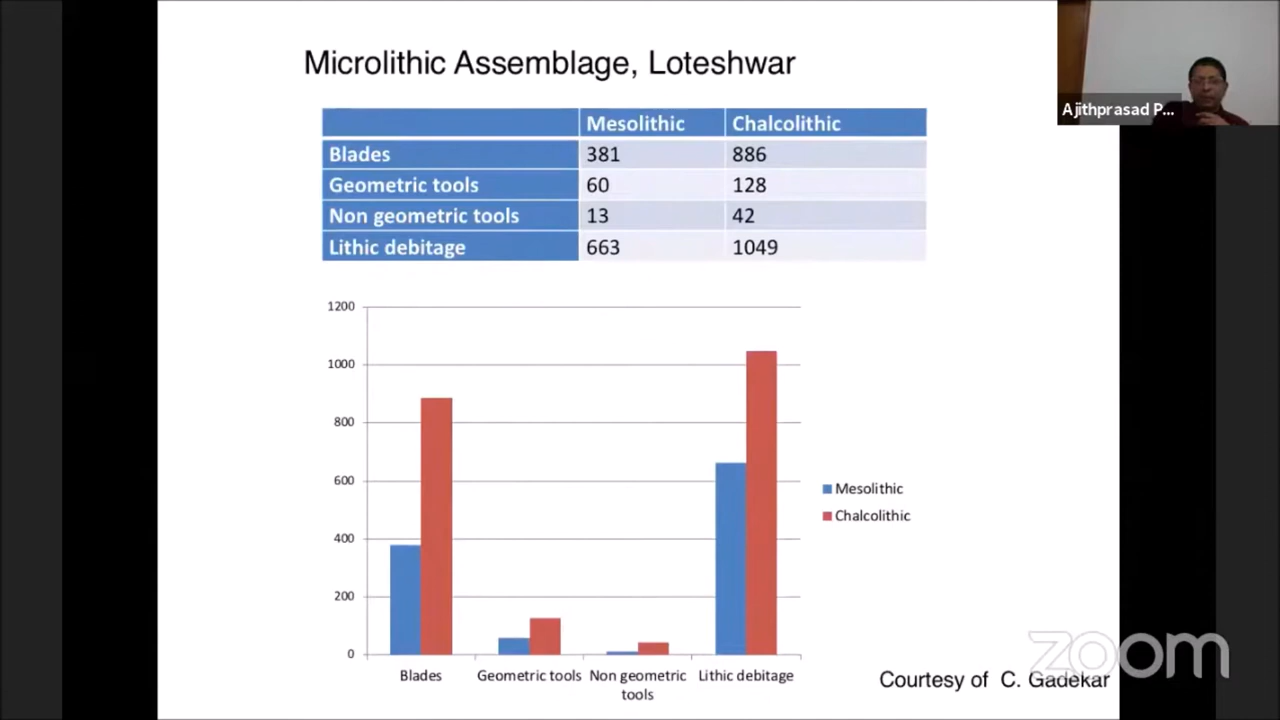 Microlithic Assemblage, Loteshwar
Ajithprasad P...
Mesolithic Chalcolithic
Blades 381 886
Geometric tools 60 128
Non geometric tools 13 42
Lithic debitage 663 1049
1200
1000
800
600
400
200
0
Mesolithic
Chalcolithic
Blades Geometric tools Non geometric tools Lithic debitage
zoom
Courtesy of C. Gadekar